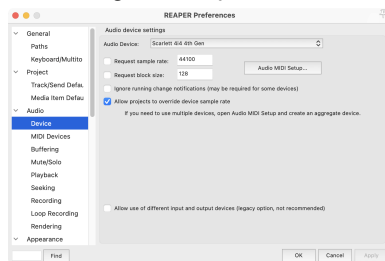 REAPER Preferences
General
Paths
Keyboard/Multito
Project
Track/Send Defau
Media Item Defau
Audio
Device
MIDI Devices
Buffering
Mute/Solo
Playback
Seeking
Recording
Loop Recording
Rendering
Appearance
Find
Audio device settings
Audio Device: Scarlett 4i4 4th Gen
Request sample rate: 44100
Request block size: 128
Audio MIDI Setup...
Ignore running change notifications (may be required for some devices)
Allow projects to override device sample rate
If you need to use multiple devices, open Audio MIDI Setup and create an aggregate device.
Allow use of different input and output devices (legacy option, not recommended)
OK Cancel Apply